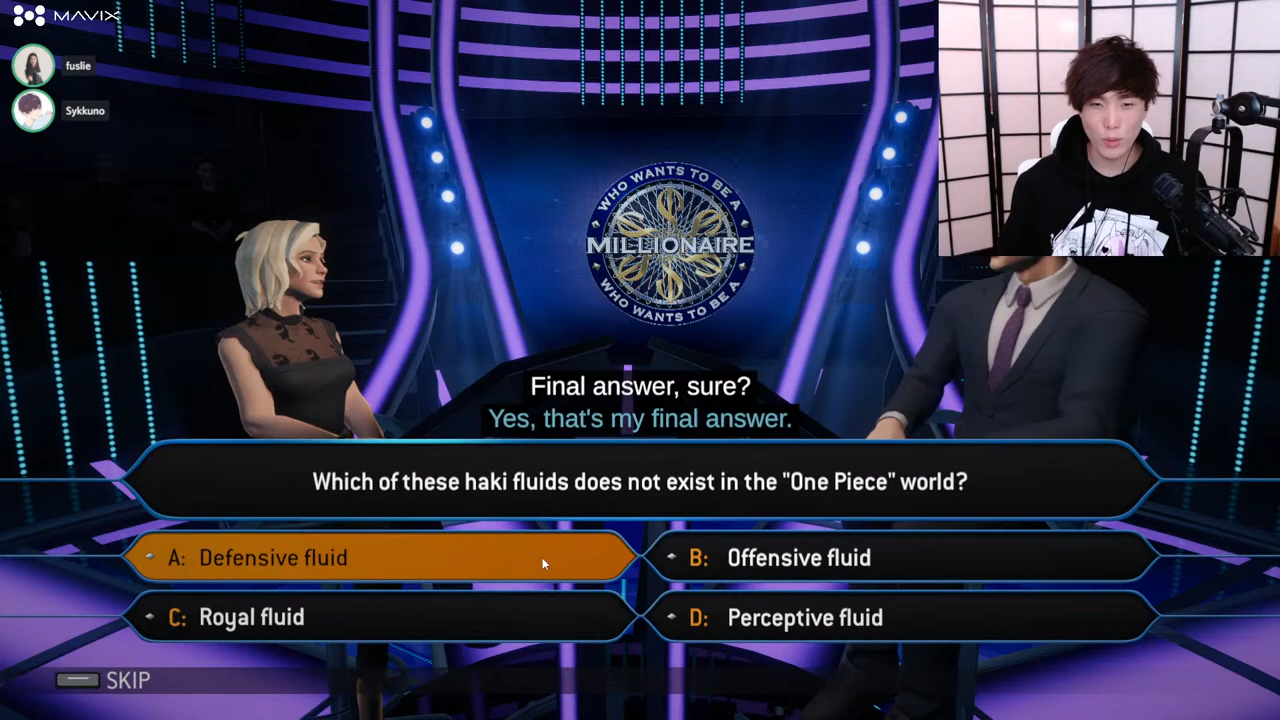 MAVIX
fuslie
Sykkuno
WHO WANTS TO BE A
MILLIONAIRE
WHO WANTS TO BE A
Final answer, sure?
Yes, that's my final answer.
Which of these haki fluids does not exist in the "One Piece" world?
A: Defensive fluid
B: Offensive fluid
C: Royal fluid
D: Perceptive fluid
SKIP